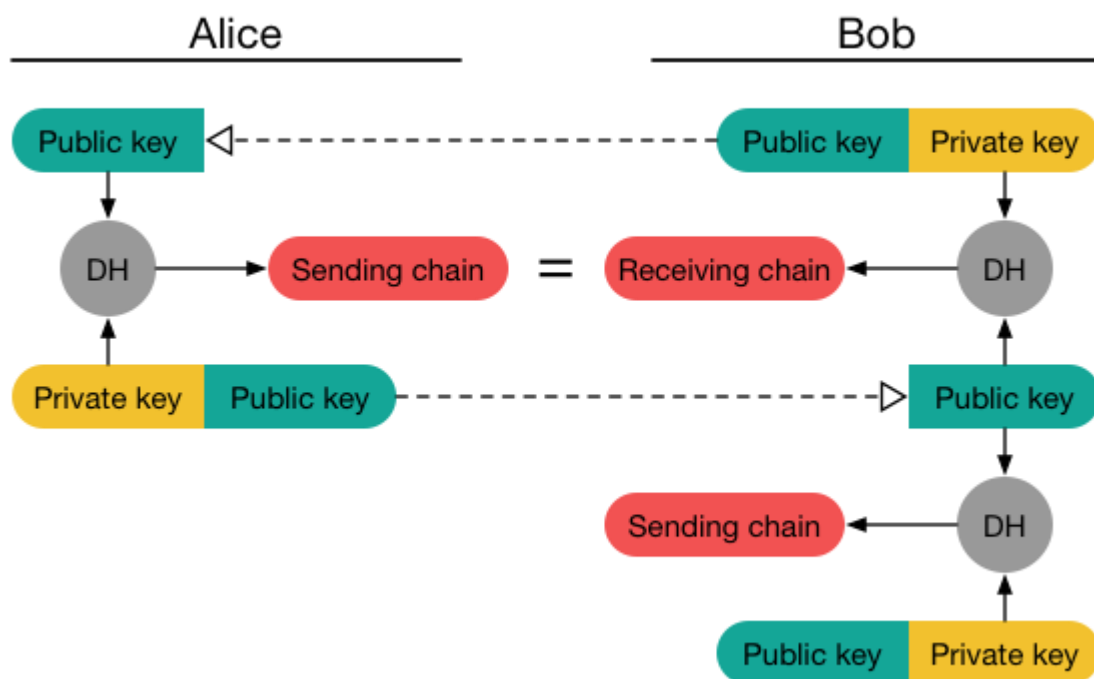 Alice Bob
Public key Public key Private key
DH Sending chain = Receiving chain DH
Private key Public key Public key
Sending chain DH
Public key Private key